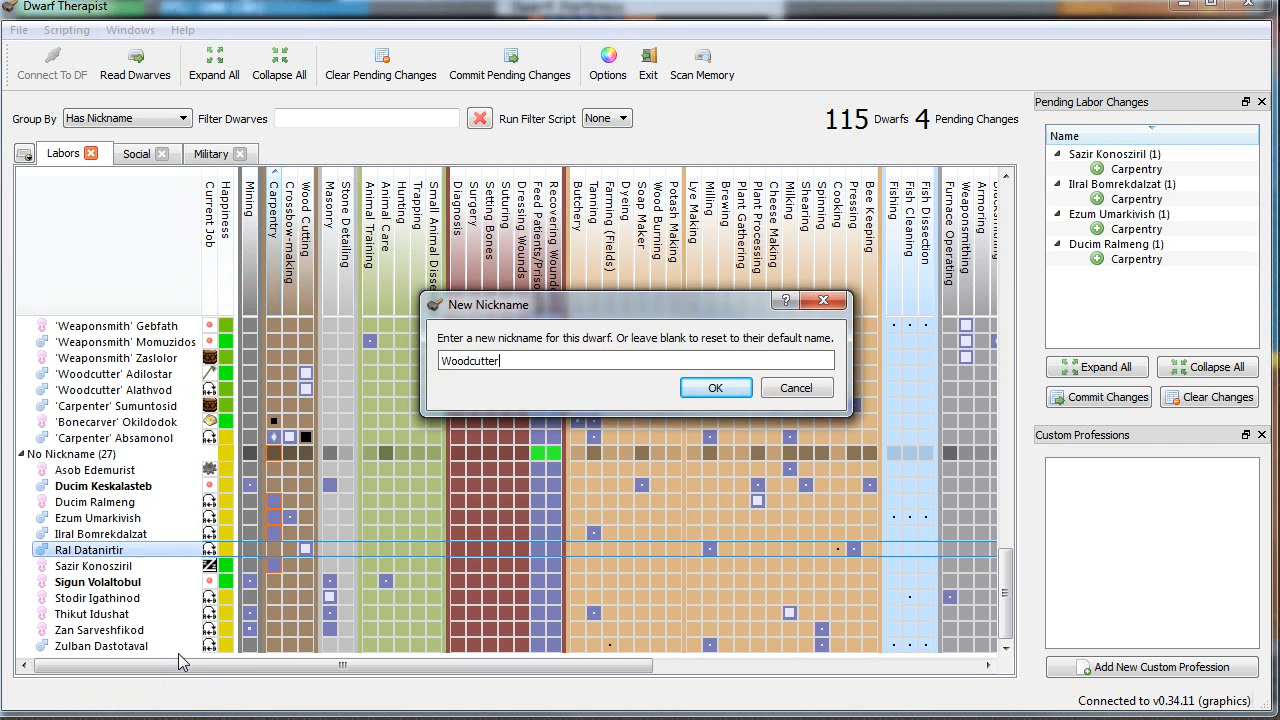 Dwarf Therapist
File Scripting Windows Help
Connect To DF Read Dwarves Expand All Collapse All Clear Pending Changes Commit Pending Changes Options Exit Scan Memory
Group By Has Nickname Filter Dwarves Run Filter Script None 115 Dwarfs 4 Pending Changes
Labors Social Military
Current Job
Happiness
Mining
Carpentry
Crossbow-making
Wood Cutting
Masonry
Stone Detailing
Animal Training
Animal Care
Hunting
Trapping
Small Animal Disse
Diagnosis
Surgery
Setting Bones
Suturing
Dressing Wounds
Feed Patients/Priso
Recovering Wound
Butchery
Tanning
Farming (Fields)
Dyeing
Soap Maker
Wood Burning
Potash Making
Lye Making
Milling
Brewing
Plant Gathering
Plant Processing
Cheese Making
Milking
Shearing
Spinning
Cooking
Pressing
Bee Keeping
Fishing
Fish Cleaning
Fish Dissection
Furnace Operating
Weaponsmithing
Armoring
'Weaponsmith' Gebfath
'Weaponsmith' Momuzidos
'Weaponsmith' Zaslolor
'Woodcutter' Adilostar
'Woodcutter' Alathvod
'Carpenter' Sumuntosid
'Bonecarver' Okildodok
'Carpenter' Absamonol
No Nickname (27)
Asob Edemurist
Ducim Keskalasteb
Ducim Ralmeng
Ezum Umarkivish
Ilral Bomrekdalzat
Ral Datanirtir
Sazir Konosziril
Sigun Volaltobul
Stodir Igathinod
Thikut Idushat
Zan Sarveshfikod
Zulban Dastotaval
New Nickname
Enter a new nickname for this dwarf. Or leave blank to reset to their default name.
Woodcutter
OK Cancel
Pending Labor Changes
Name
Sazir Konosziril (1)
Carpentry
Ilral Bomrekdalzat (1)
Carpentry
Ezum Umarkivish (1)
Carpentry
Ducim Ralmeng (1)
Carpentry
Expand All Collapse All
Commit Changes Clear Changes
Custom Professions
Add New Custom Profession
Connected to v0.34.11 (graphics)